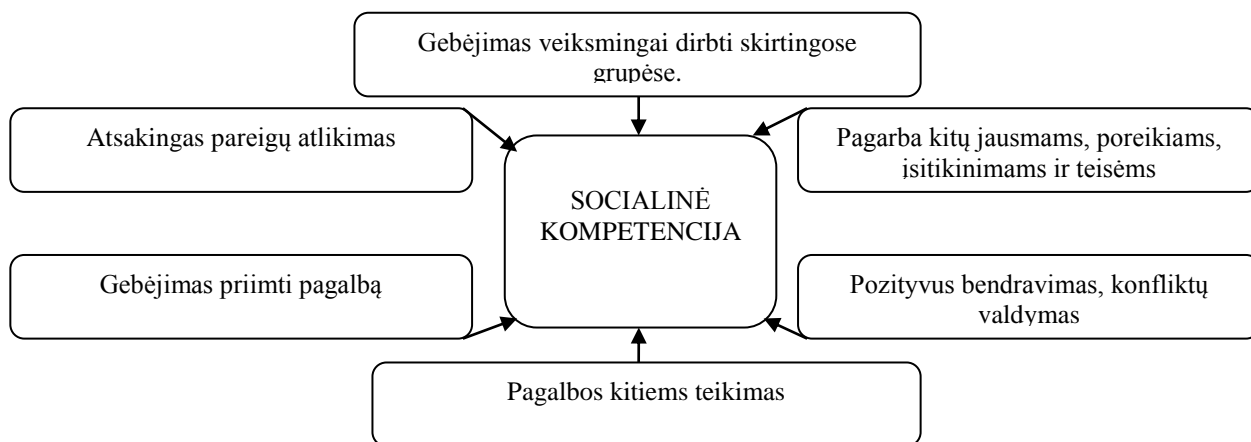 Gebėjimas veiksmingai dirbti skirtingose
grupėse.
Atsakingas pareigų atlikimas
Pagarba kitų jausmams, poreikiams,
įsitikinimams ir teisėms
SOCIALINĖ
KOMPETENCIJA
Gebėjimas priimti pagalbą
Pozityvus bendravimas, konfliktų
valdymas
Pagalbos kitiems teikimas